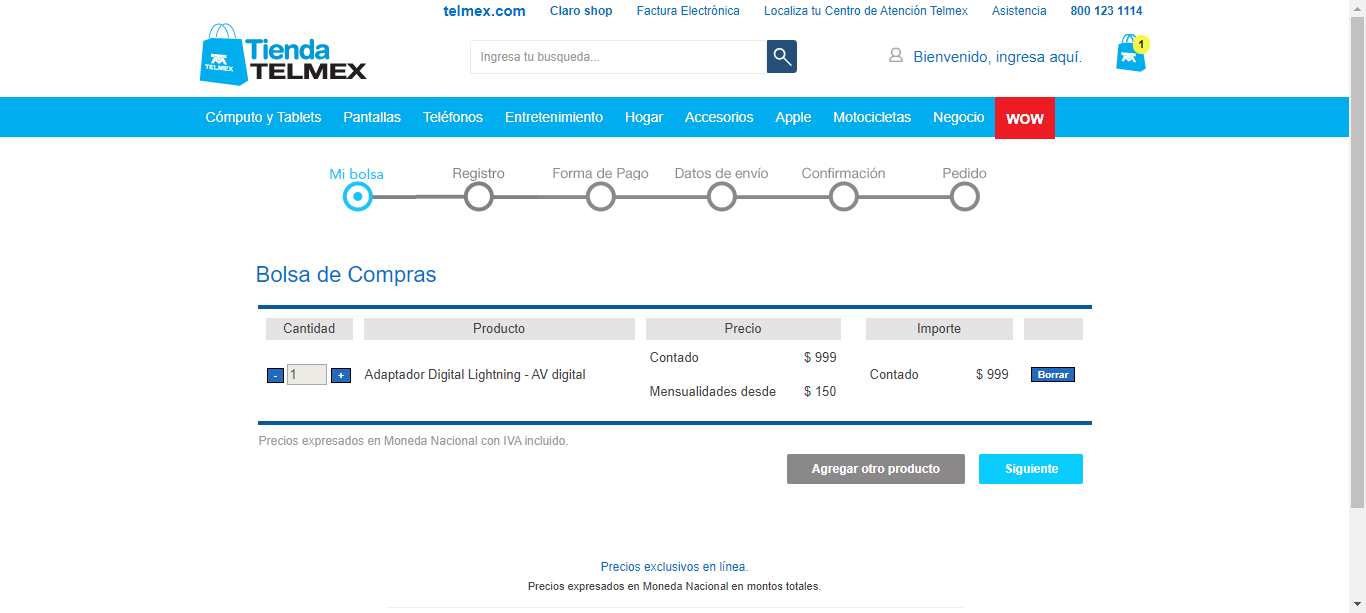 telmex.com Claro shop Factura Electrónica Localiza tu Centro de Atención Telmex Asistencia 800 123 1114
Tienda
TELMEX
TELMEX
Ingresa tu busqueda...
Bienvenido, ingresa aquí.
1
Cómputo y Tablets Pantallas Teléfonos Entretenimiento Hogar Accesorios Apple Motocicletas Negocio WOW
Mi bolsa Registro Forma de Pago Datos de envío Confirmación Pedido
Bolsa de Compras
Cantidad Producto Precio Importe
Contado $ 999
- 1 + Adaptador Digital Lightning - AV digital Contado $ 999 Borrar
Mensualidades desde $ 150
Precios expresados en Moneda Nacional con IVA incluido.
Agregar otro producto Siguiente
Precios exclusivos en línea.
Precios expresados en Moneda Nacional en montos totales.